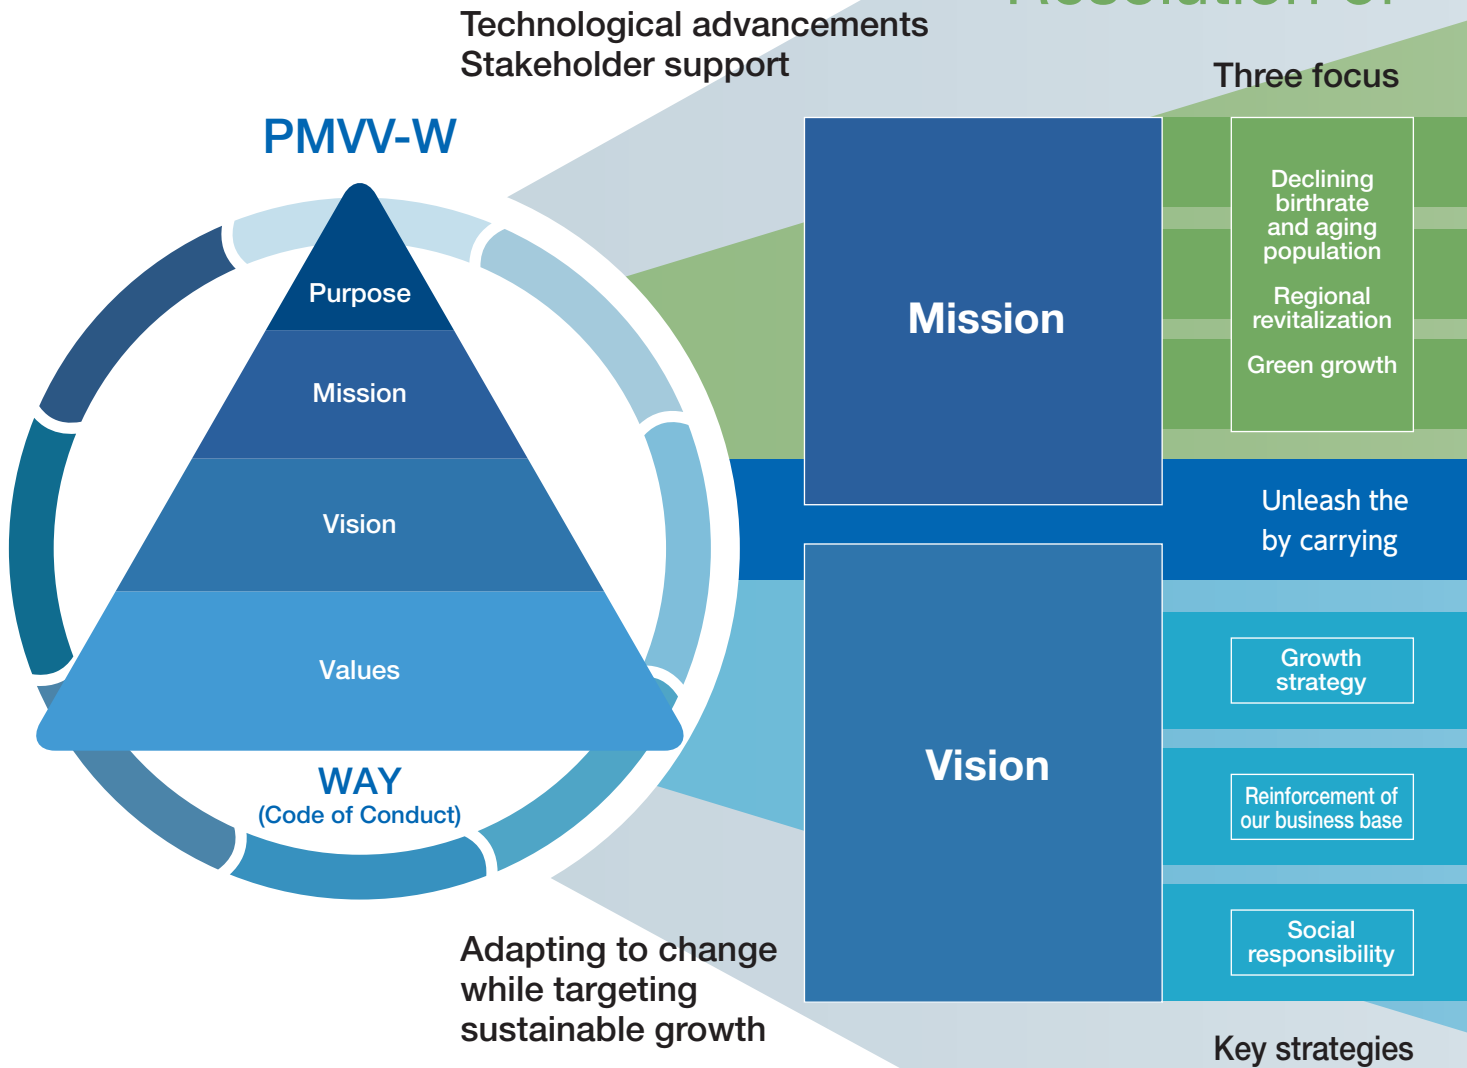 Technological advancements
Stakeholder support
PMVV-W
Purpose
Mission
Vision
Values
WAY
(Code of Conduct)
Adapting to change
while targeting
sustainable growth
Mission
Vision
Three focus
Declining
birthrate
and aging
population
Regional
revitalization
Green growth
Unleash the
by carrying
Growth
strategy
Reinforcement of
our business base
Social
responsibility
Key strategies